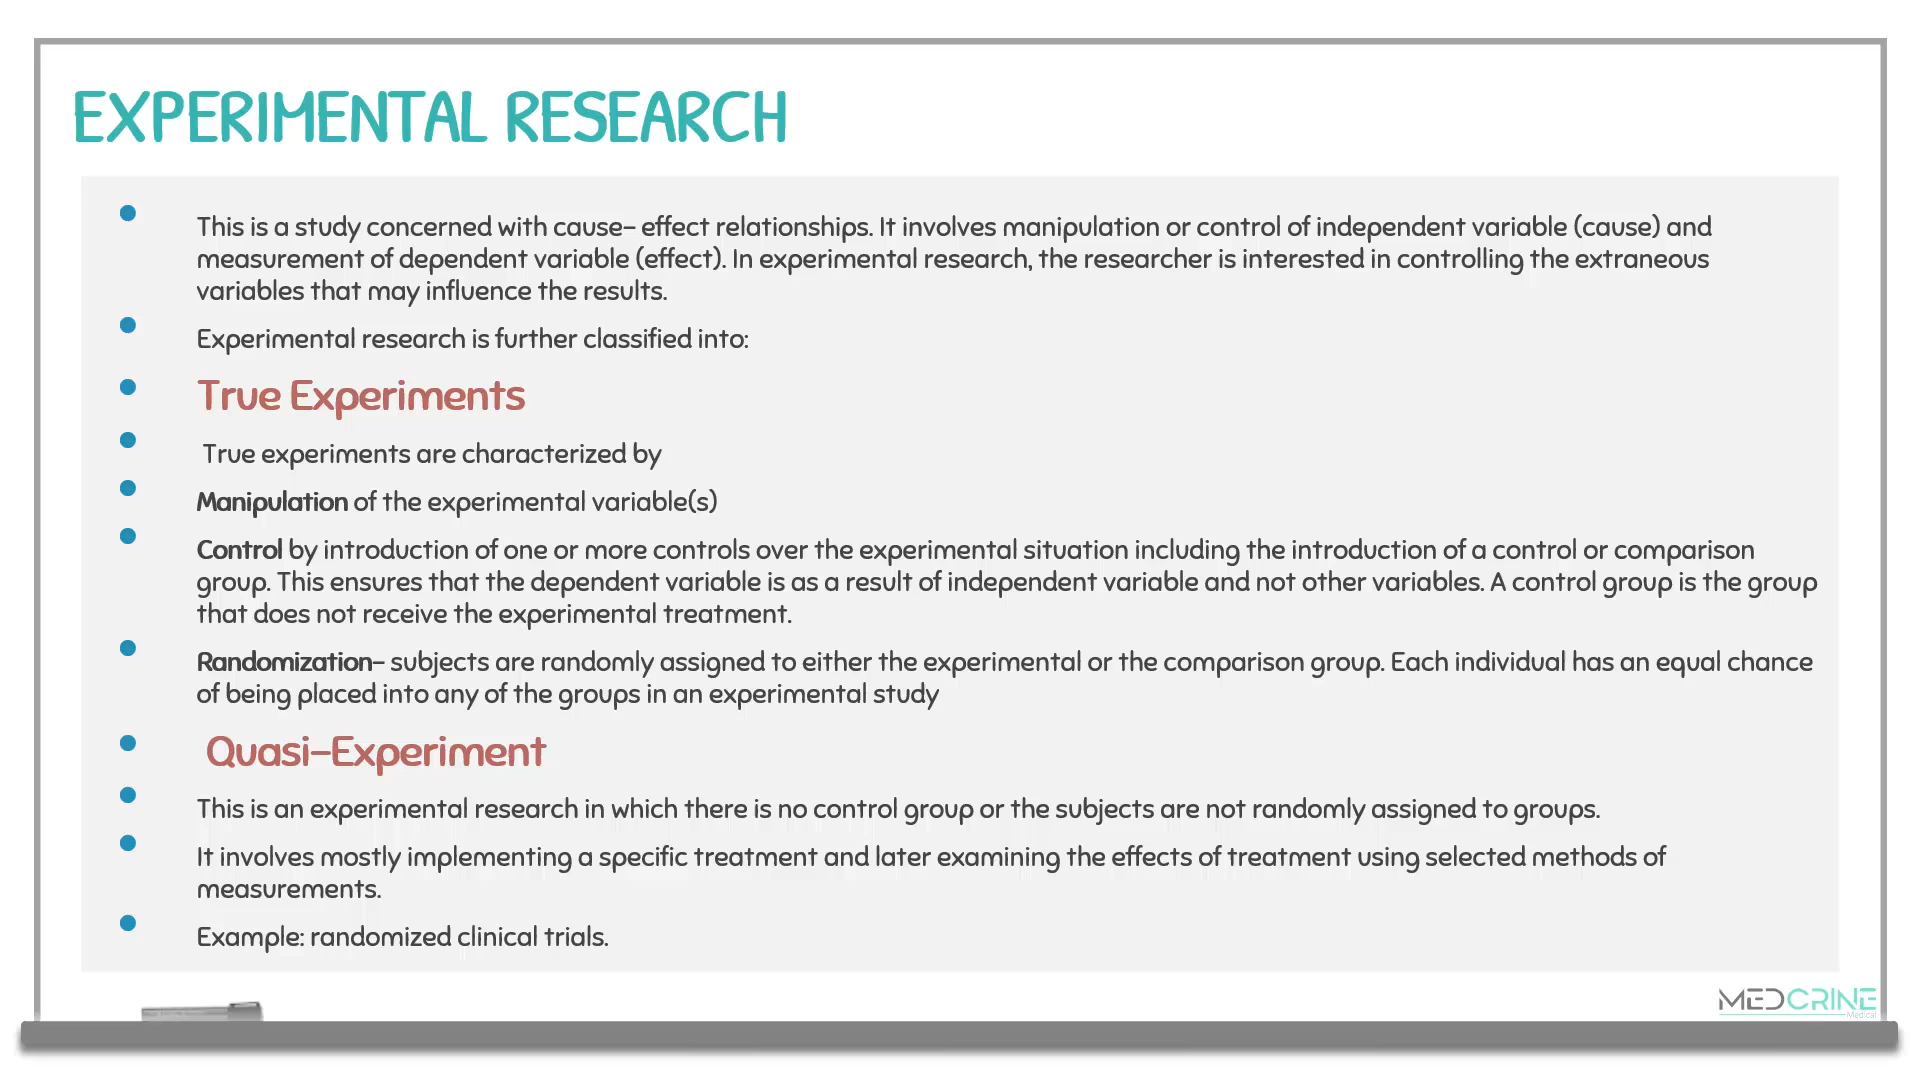 EXPERIMENTAL RESEARCH
This is a study concerned with cause- effect relationships. It involves manipulation or control of independent variable (cause) and
measurement of dependent variable (effect). In experimental research, the researcher is interested in controlling the extraneous
variables that may influence the results.
Experimental research is further classified into:
True Experiments
True experiments are characterized by
Manipulation of the experimental variable(s)
Control by introduction of one or more controls over the experimental situation including the introduction of a control or comparison
group. This ensures that the dependent variable is as a result of independent variable and not other variables. A control group is the group
that does not receive the experimental treatment.
Randomization- subjects are randomly assigned to either the experimental or the comparison group. Each individual has an equal chance
of being placed into any of the groups in an experimental study
Quasi-Experiment
This is an experimental research in which there is no control group or the subjects are not randomly assigned to groups.
It involves mostly implementing a specific treatment and later examining the effects of treatment using selected methods of
measurements.
Example: randomized clinical trials.
MEDCRINE
Medical